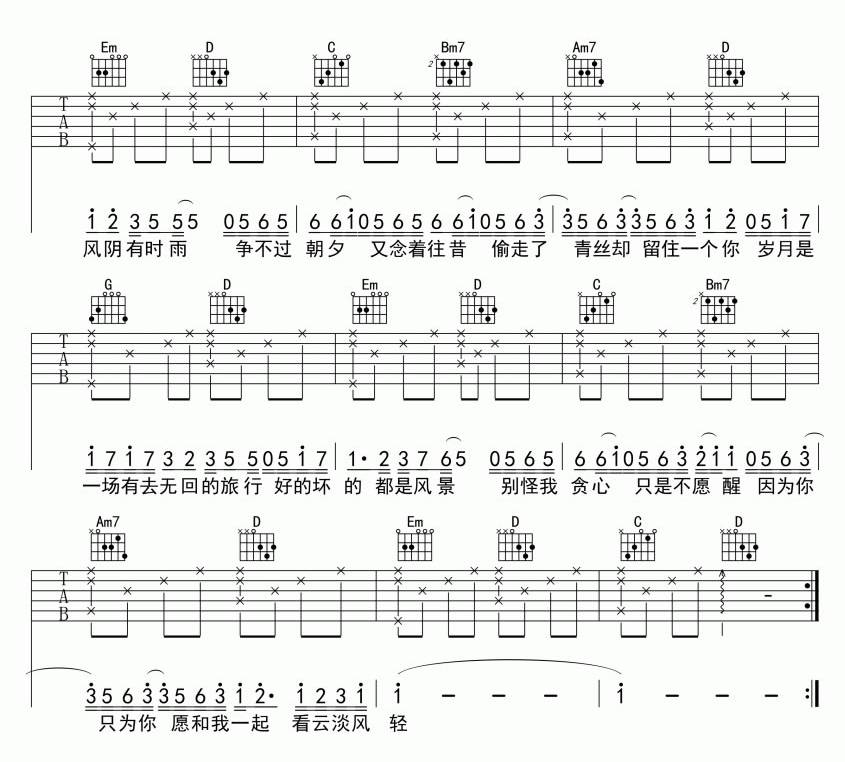 Em D C Bm7 Am7 D
2
T
A
B
1 2 3 5 5 5 0 5 6 5 6 6 1 0 5 6 5 6 6 1 0 5 6 3 3 5 6 3 3 5 6 3 1 2 0 5 1 7
风阴有时雨 争不过 朝夕 又念着往昔 偷走了 青丝却 留住一个你 岁月是
G D Em D C Bm7
2
T
A
B
1 7 1 7 3 2 3 5 5 0 5 1 7 1· 2 3 7 6 5 0 5 6 5 6 6 1 0 5 6 3 2 1 1 0 5 6 3
一场有去无回的旅行 好的坏 的 都是风景 别怪我 贪心 只是不愿 醒 因为你
Am7 D Em D C D
T
A
B
3 5 6 3 3 5 6 3 1 2· 1 2 3 1 1 - - - 1 - - -
只为你 愿和我一起 看云淡风 轻